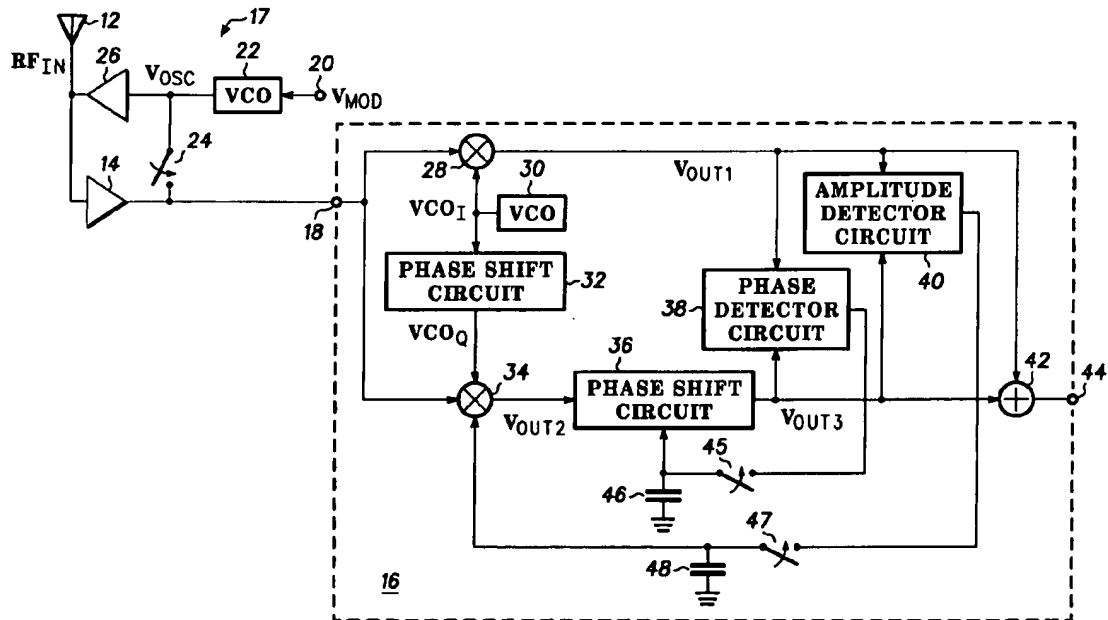 12
17
RF_IN
26
V_OSC
22
VCO
20
V_MOD
24
14
18
28
V_OUT1
30
VCO_I
VCO
AMPLITUDE
DETECTOR
CIRCUIT
40
PHASE SHIFT
CIRCUIT
32
38
PHASE
DETECTOR
CIRCUIT
VCO_Q
34
36
PHASE SHIFT
CIRCUIT
42
44
V_OUT2
V_OUT3
45
46
47
48
16